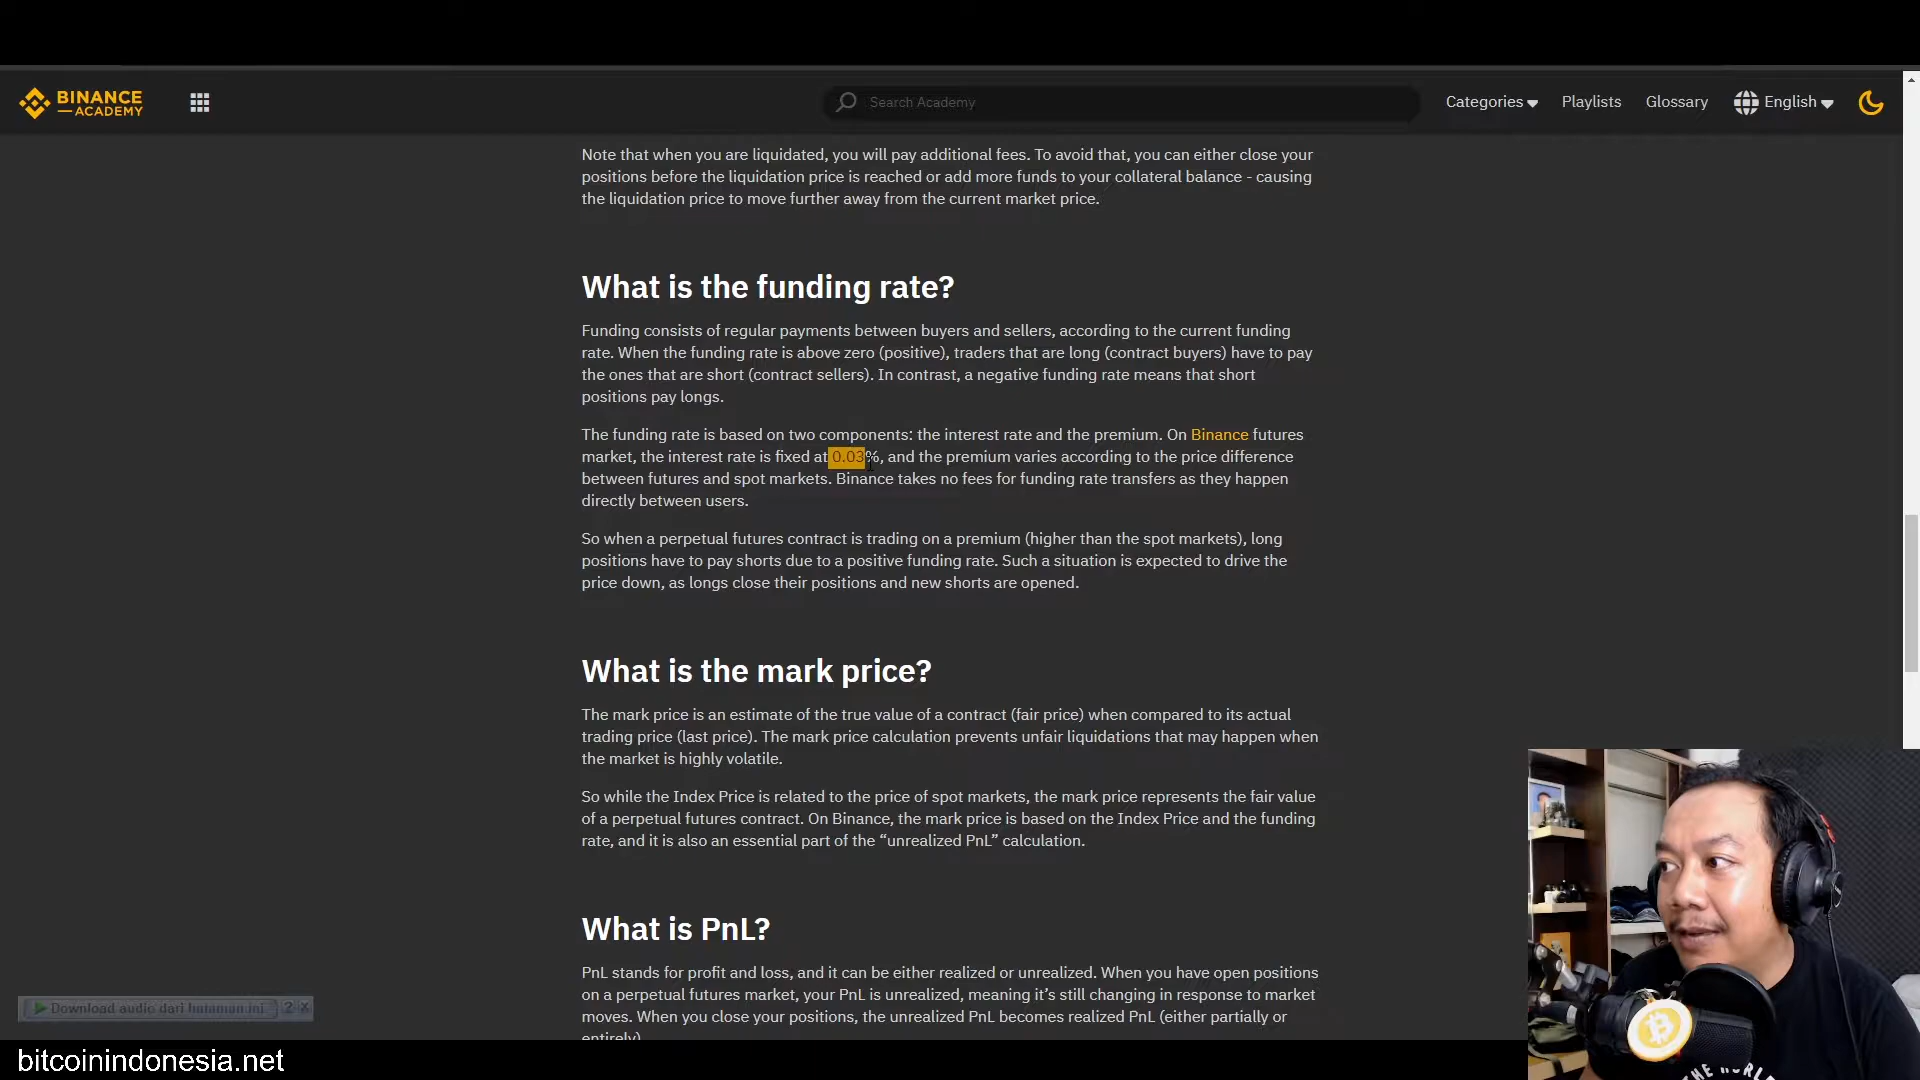 BINANCE
ACADEMY
Search Academy
Categories
Playlists
Glossary
English
Note that when you are liquidated, you will pay additional fees. To avoid that, you can either close your
positions before the liquidation price is reached or add more funds to your collateral balance - causing
the liquidation price to move further away from the current market price.
What is the funding rate?
Funding consists of regular payments between buyers and sellers, according to the current funding
rate. When the funding rate is above zero (positive), traders that are long (contract buyers) have to pay
the ones that are short (contract sellers). In contrast, a negative funding rate means that short
positions pay longs.
The funding rate is based on two components: the interest rate and the premium. On Binance futures
market, the interest rate is fixed at 0.03%, and the premium varies according to the price difference
between futures and spot markets. Binance takes no fees for funding rate transfers as they happen
directly between users.
So when a perpetual futures contract is trading on a premium (higher than the spot markets), long
positions have to pay shorts due to a positive funding rate. Such a situation is expected to drive the
price down, as longs close their positions and new shorts are opened.
What is the mark price?
The mark price is an estimate of the true value of a contract (fair price) when compared to its actual
trading price (last price). The mark price calculation prevents unfair liquidations that may happen when
the market is highly volatile.
So while the Index Price is related to the price of spot markets, the mark price represents the fair value
of a perpetual futures contract. On Binance, the mark price is based on the Index Price and the funding
rate, and it is also an essential part of the “unrealized PnL” calculation.
What is PnL?
PnL stands for profit and loss, and it can be either realized or unrealized. When you have open positions
on a perpetual futures market, your PnL is unrealized, meaning it’s still changing in response to market
moves. When you close your positions, the unrealized PnL becomes realized PnL (either partially or
entirely)
Download audio dari halaman ini ? X
bitcoinindonesia.net